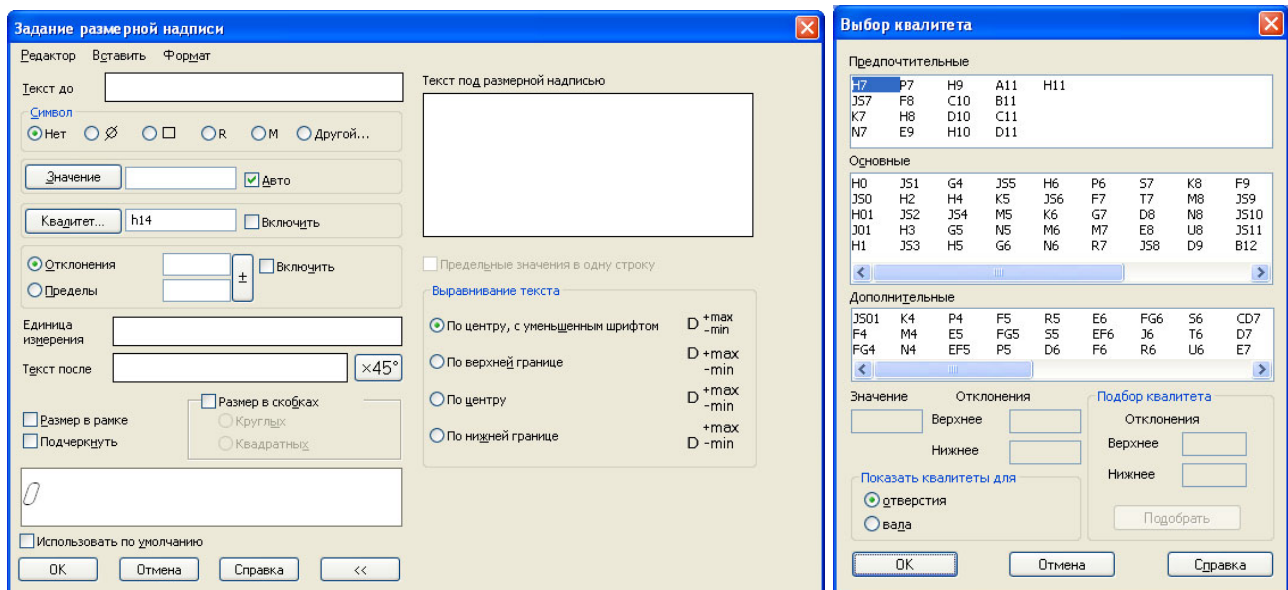 Задание размерной надписи
Редактор Вставить Формат
Текст до
Символ
Нет Ø □ R М Другой...
Значение Авто
Квалитет... h14 Включить
Отклонения ± Включить
Пределы
Единица
измерения
Текст после ×45°
Размер в скобках
Размер в рамке Круглых
Подчеркнуть Квадратных
0
Использовать по умолчанию
OK Отмена Справка <<
Текст под размерной надписью
Предельные значения в одну строку
Выравнивание текста
По центру, с уменьшенным шрифтом D +max
-min
По верхней границе D +max
-min
По центру D +max
-min
По нижней границе +max
D -min
Выбор квалитета
Предпочтительные
H7 P7 H9 A11 H11
JS7 F8 C10 B11
K7 H8 D10 C11
N7 E9 H10 D11
Основные
H0 JS1 G4 JS5 H6 P6 S7 K8 F9
JS0 H2 H4 K5 JS6 F7 T7 M8 JS9
H01 JS2 JS4 M5 K6 G7 D8 N8 JS10
J01 H3 G5 N5 M6 M7 E8 U8 JS11
H1 JS3 H5 G6 N6 R7 JS8 D9 B12
Дополнительные
JS01 K4 P4 F5 R5 E6 FG6 S6 CD7
F4 M4 E5 FG5 S5 EF6 J6 T6 D7
FG4 N4 EF5 P5 D6 F6 R6 U6 E7
Значение Отклонения
Верхнее
Нижнее
Показать квалитеты для
отверстия
вала
Подбор квалитета
Отклонения
Верхнее
Нижнее
Подобрать
OK Отмена Справка